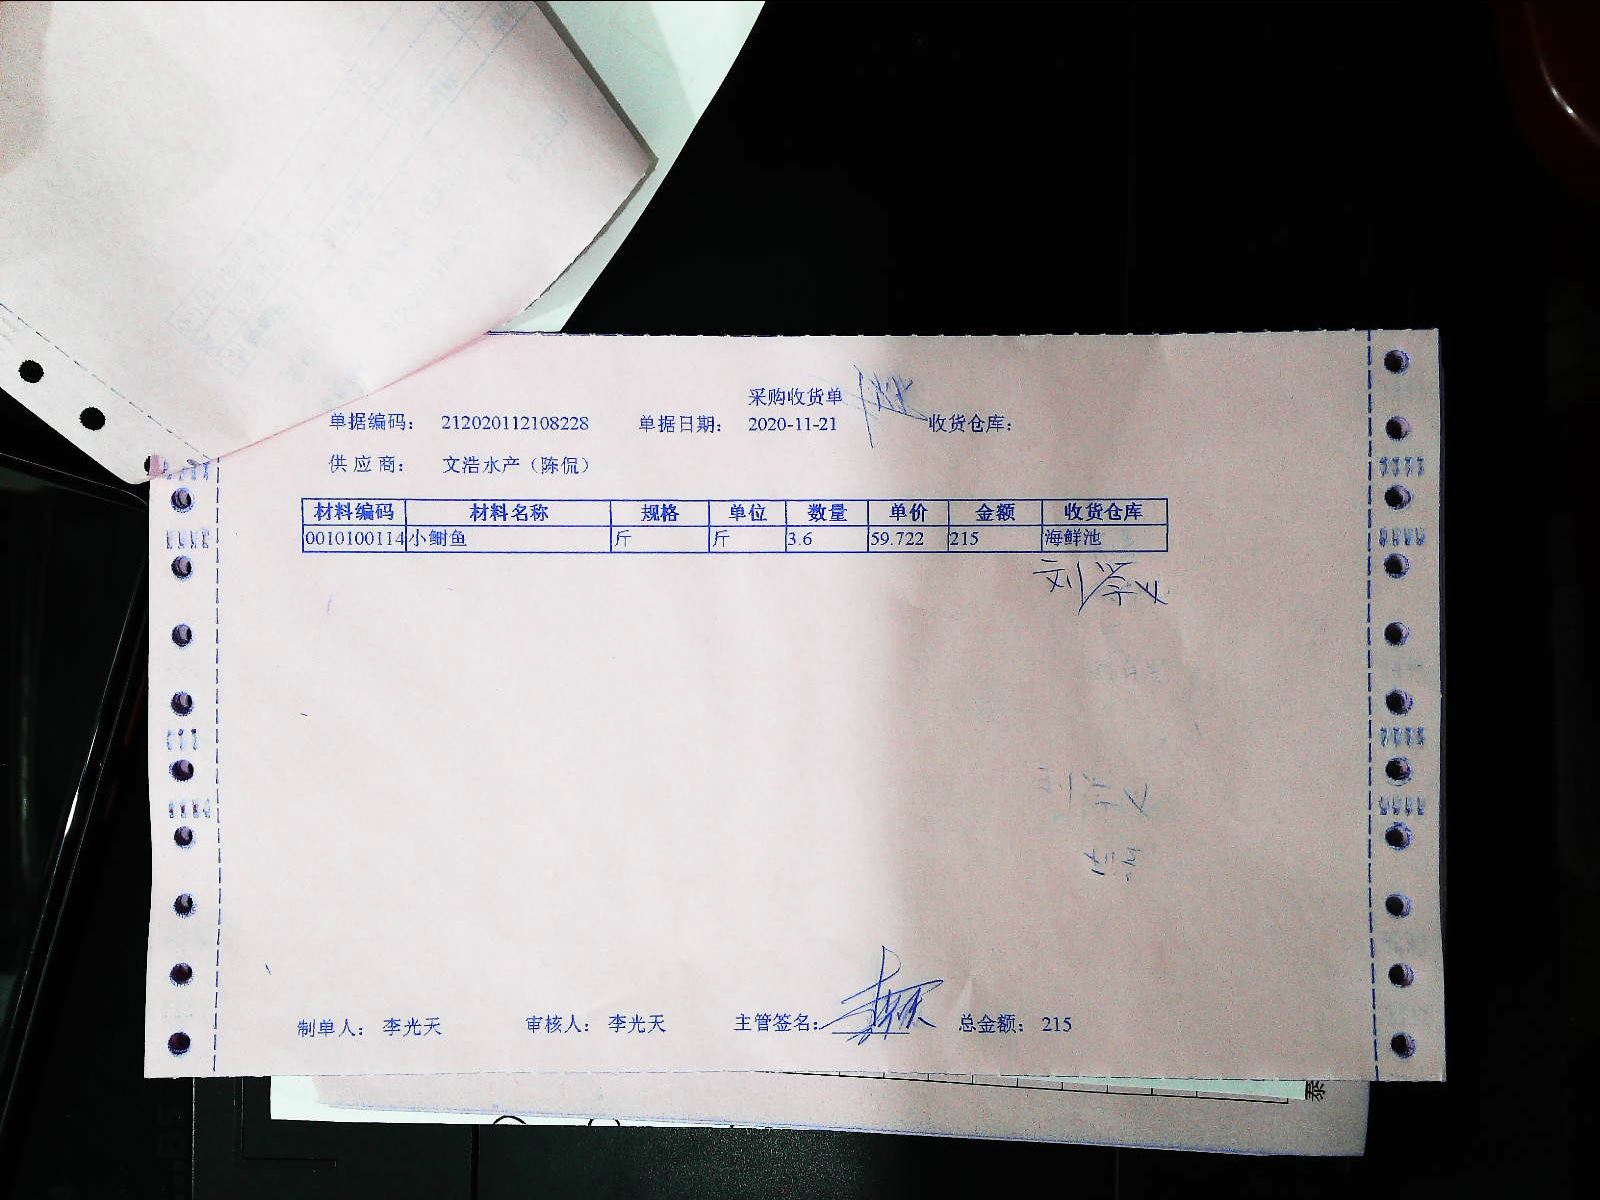 采购收货单
单据编码： 212020112108228 单据日期： 2020-11-21 收货仓库：
供应商： 文浩水产（陈侃）
材料编码 材料名称 规格 单位 数量 单价 金额 收货仓库
0010100114 小鲥鱼 斤 斤 3.6 59.722 215 海鲜池
制单人： 李光天 审核人： 李光天 主管签名： 总金额： 215
泰